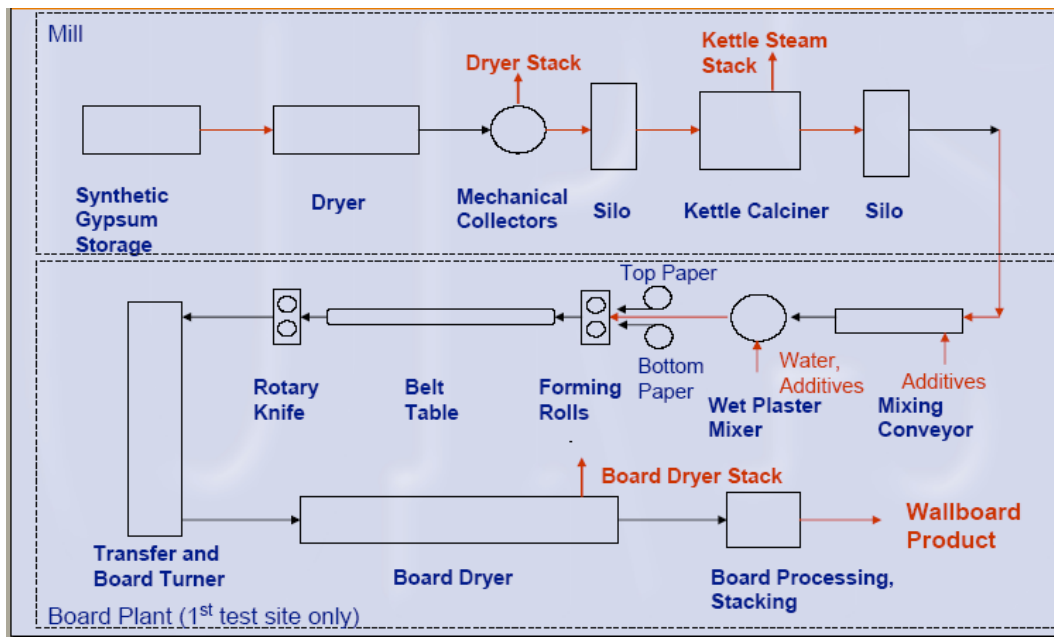 Mill
Dryer Stack
Kettle Steam
Stack
Synthetic
Gypsum
Storage
Dryer
Mechanical
Collectors
Silo
Kettle Calciner
Silo
Top Paper
Bottom
Paper
Water,
Additives
Additives
Rotary
Knife
Belt
Table
Forming
Rolls
Wet Plaster
Mixer
Mixing
Conveyor
Board Dryer Stack
Wallboard
Product
Transfer and
Board Turner
Board Dryer
Board Processing,
Stacking
Board Plant (1st test site only)